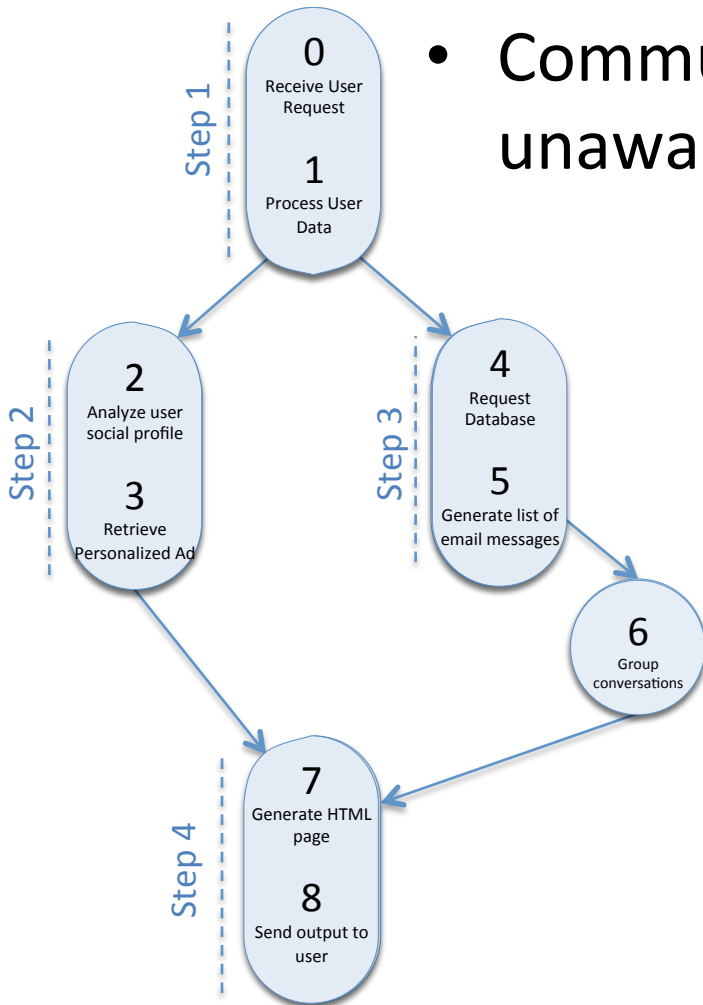 0
Receive User
Request
1
Process User
Data
Step 1
•
2
Analyze user
social profile
3
Retrieve
Personalized Ad
Step 2
4
Request
Database
5
Generate list of
email messages
Step 3
6
Group
conversations
7
Generate HTML
page
8
Send output to
user
Step 4